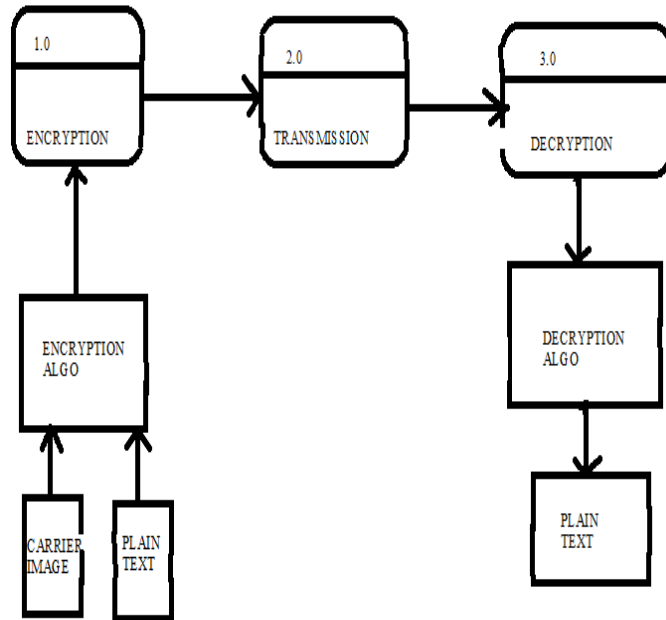 1.0
ENCRYPTION
2.0
TRANSMISSION
3.0
DECRYPTION
ENCRYPTION
ALGO
DECRYPTION
ALGO
CARRIER
IMAGE
PLAIN
TEXT
PLAIN
TEXT